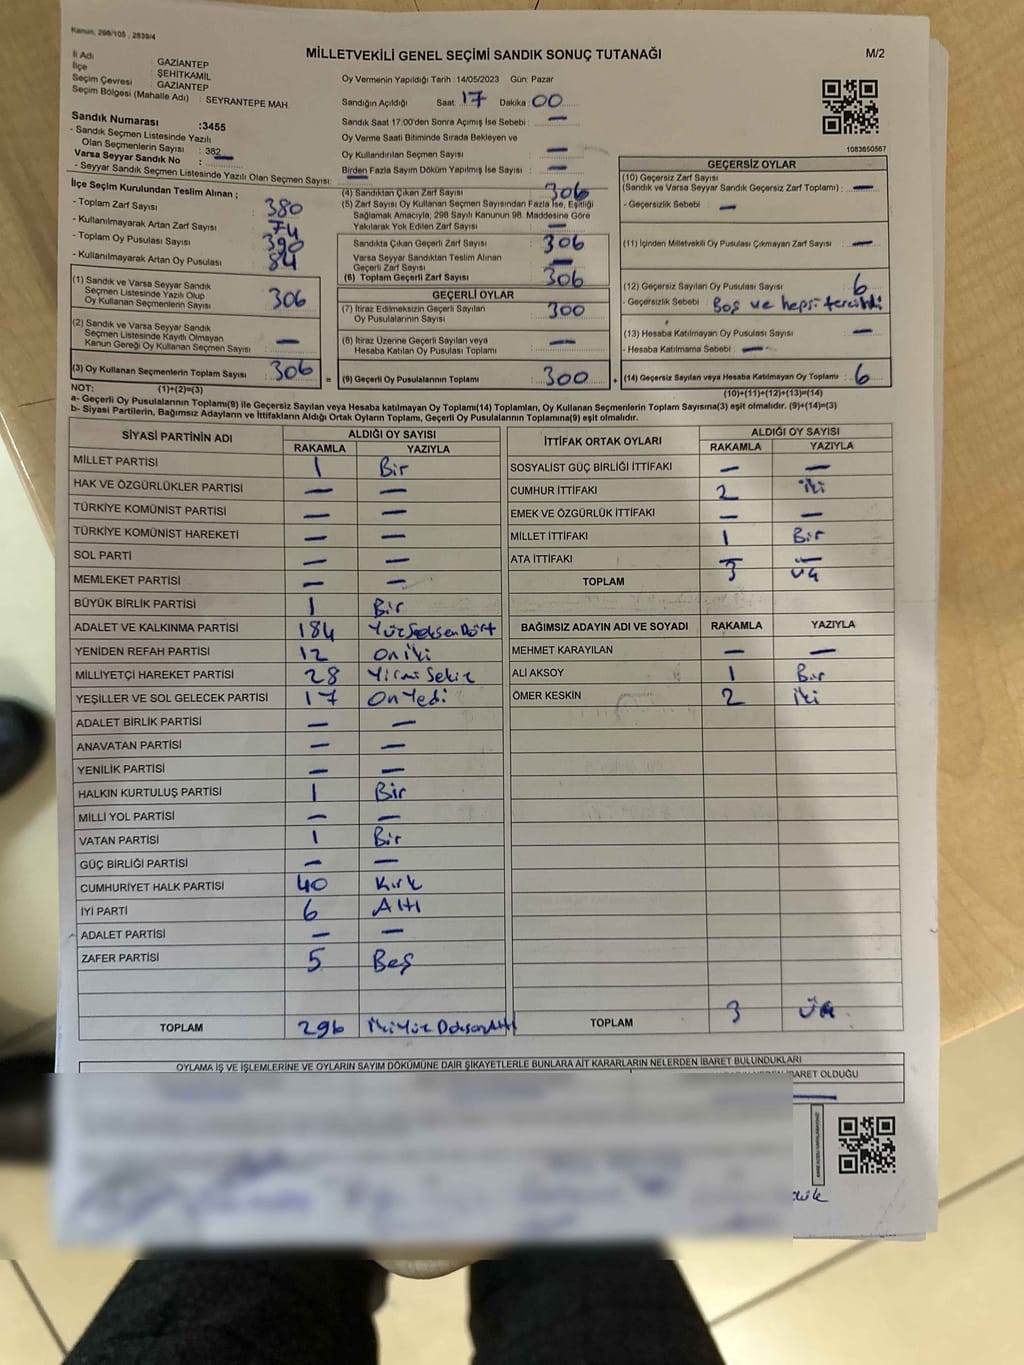 Kanun, 298/105 , 2839/4
MİLLETVEKİLİ GENEL SEÇİMİ SANDIK SONUÇ TUTANAĞI
M/2
İl Adı GAZİANTEP
İlçe ŞEHİTKAMİL
Seçim Çevresi GAZİANTEP
Seçim Bölgesi (Mahalle Adı) : SEYRANTEPE MAH.
Sandık Numarası :3455
- Sandık Seçmen Listesinde Yazılı
Olan Seçmenlerin Sayısı : 382
Varsa Seyyar Sandık No :
- Seyyar Sandık Seçmen Listesinde Yazılı Olan Seçmen Sayısı: —
Oy Vermenin Yapıldığı Tarih : 14/05/2023 Gün: Pazar
Sandığın Açıldığı Saat: 17 Dakika : 00
Sandık Saat 17:00'den Sonra Açımış İse Sebebi : —
Oy Verme Saati Bitiminde Sırada Bekleyen ve
Oy Kullandırılan Seçmen Sayısı —
Birden Fazla Sayım Döküm Yapılmış İse Sayısı : —
1083650567
İlçe Seçim Kurulundan Teslim Alınan ;
- Toplam Zarf Sayısı : 380
- Kullanılmayarak Artan Zarf Sayısı : 74
- Toplam Oy Pusulası Sayısı : 390
- Kullanılmayarak Artan Oy Pusulası : 84
(1) Sandık ve Varsa Seyyar Sandık
Seçmen Listesinde Yazılı Olup
Oy Kullanan Seçmenlerin Sayısı : 306
(2) Sandık ve Varsa Seyyar Sandık
Seçmen Listesinde Kayıtlı Olmayan
Kanun Gereği Oy Kullanan Seçmen Sayısı : —
(3) Oy Kullanan Seçmenlerin Toplam Sayısı : 306
(4) Sandıktan Çıkan Zarf Sayısı : 306
(5) Zarf Sayısı Oy Kullanan Seçmen Sayısından Fazla İse, Eşitliği
Sağlamak Amacıyla, 298 Sayılı Kanunun 98. Maddesine Göre
Yakılarak Yok Edilen Zarf Sayısı : —
Sandıkta Çıkan Geçerli Zarf Sayısı : 306
Varsa Seyyar Sandıktan Teslim Alınan
Geçerli Zarf Sayısı : —
(6) Toplam Geçerli Zarf Sayısı : 306
GEÇERLİ OYLAR
(7) İtiraz Edilmeksizin Geçerli Sayılan
Oy Pusulalarının Sayısı : 300
(8) İtiraz Üzerine Geçerli Sayılan veya
Hesaba Katılan Oy Pusulası Toplamı : —
= (9) Geçerli Oy Pusulalarının Toplamı : 300
GEÇERSİZ OYLAR
(10) Geçersiz Zarf Sayısı
(Sandık ve Varsa Seyyar Sandık Geçersiz Zarf Toplamı) : —
- Geçersizlik Sebebi : —
(11) İçinden Milletvekili Oy Pusulası Çıkmayan Zarf Sayısı : —
(12) Geçersiz Sayılan Oy Pusulası Sayısı : 6
- Geçersizlik Sebebi : Boş ve hepsi
(13) Hesaba Katılmayan Oy Pusulası Sayısı : —
- Hesaba Katılmama Sebebi : —
+ (14) Geçersiz Sayılan veya Hesaba Katılmayan Oy Toplamı : 6
NOT: (1)+(2)=(3)
(10)+(11)+(12)+(13)=(14)
a- Geçerli Oy Pusulalarının Toplamı(9) ile Geçersiz Sayılan veya Hesaba katılmayan Oy Toplamı(14) Toplamları, Oy Kullanan Seçmenlerin Toplam Sayısına(3) eşit olmalıdır. (9)+(14)=(3)
b- Siyasi Partilerin, Bağımsız Adayların ve İttifakların Aldığı Ortak Oyların Toplamı, Geçerli Oy Pusulalarının Toplamına(9) eşit olmalıdır.
SİYASİ PARTİNİN ADI
ALDIĞI OY SAYISI
RAKAMLA YAZIYLA
MİLLET PARTİSİ 1 Bir
HAK VE ÖZGÜRLÜKLER PARTİSİ — —
TÜRKİYE KOMÜNİST PARTİSİ — —
TÜRKİYE KOMÜNİST HAREKETİ — —
SOL PARTİ — —
MEMLEKET PARTİSİ — —
BÜYÜK BİRLİK PARTİSİ 1 Bir
ADALET VE KALKINMA PARTİSİ 184 YüzSeksenDört
YENİDEN REFAH PARTİSİ 12 Oniki
MİLLİYETÇİ HAREKET PARTİSİ 28 Yirmi Sekiz
YEŞİLLER VE SOL GELECEK PARTİSİ 17 OnYedi
ADALET BİRLİK PARTİSİ — —
ANAVATAN PARTİSİ — —
YENİLİK PARTİSİ — —
HALKIN KURTULUŞ PARTİSİ 1 Bir
MİLLİ YOL PARTİSİ — —
VATAN PARTİSİ 1 Bir
GÜÇ BİRLİĞİ PARTİSİ — —
CUMHURİYET HALK PARTİSİ 40 Kırk
İYİ PARTİ 6 Altı
ADALET PARTİSİ — —
ZAFER PARTİSİ 5 Beş
TOPLAM 296 İkiYüz DoksanAltı
İTTİFAK ORTAK OYLARI
ALDIĞI OY SAYISI
RAKAMLA YAZIYLA
SOSYALİST GÜÇ BİRLİĞİ İTTİFAKI — —
CUMHUR İTTİFAKI 2 iki
EMEK VE ÖZGÜRLÜK İTTİFAKI — —
MİLLET İTTİFAKI 1 Bir
ATA İTTİFAKI — —
TOPLAM 3 üç
BAĞIMSIZ ADAYIN ADI VE SOYADI RAKAMLA YAZIYLA
MEHMET KARAYILAN — —
ALİ AKSOY 1 Bir
ÖMER KESKİN 2 iki
TOPLAM 3 üç
OYLAMA İŞ VE İŞLEMLERİNE VE OYLARIN SAYIM DÖKÜMÜNE DAİR ŞİKAYETLERLE BUNLARA AİT KARARLARIN NELERDEN İBARET BULUNDUKLARI
İBARET OLDUĞU